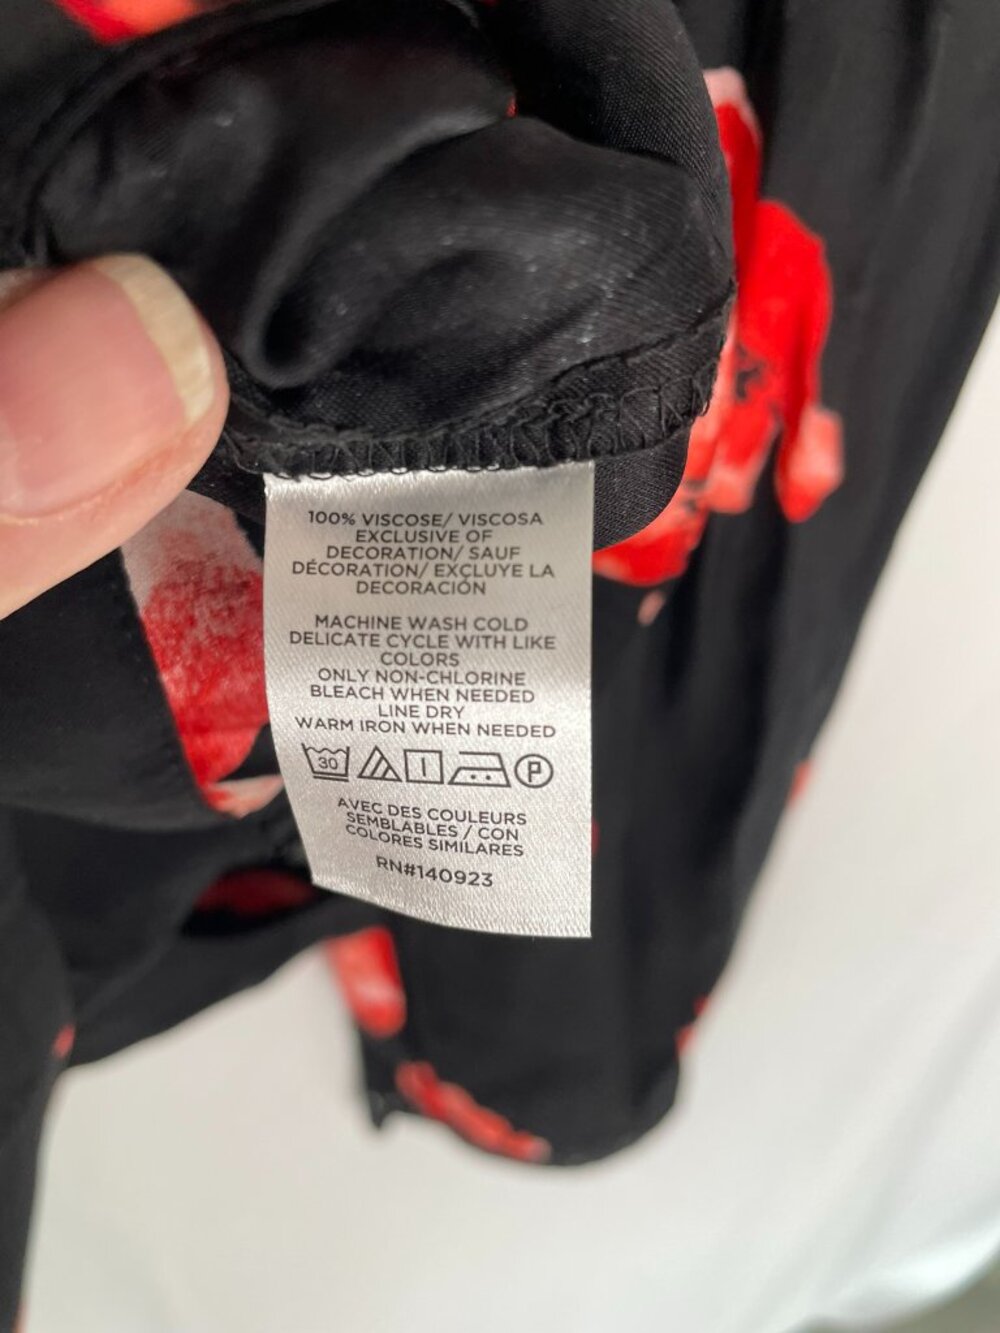 100% VISCOSE/ VISCOSA
EXCLUSIVE OF
DECORATION/ SAUF
DÉCORATION/ EXCLUYE LA
DECORACIÓN
MACHINE WASH COLD
DELICATE CYCLE WITH LIKE
COLORS
ONLY NON-CHLORINE
BLEACH WHEN NEEDED
LINE DRY
WARM IRON WHEN NEEDED
30 P
AVEC DES COULEURS
SEMBLABLES / CON
COLORES SIMILARES
RN#140923